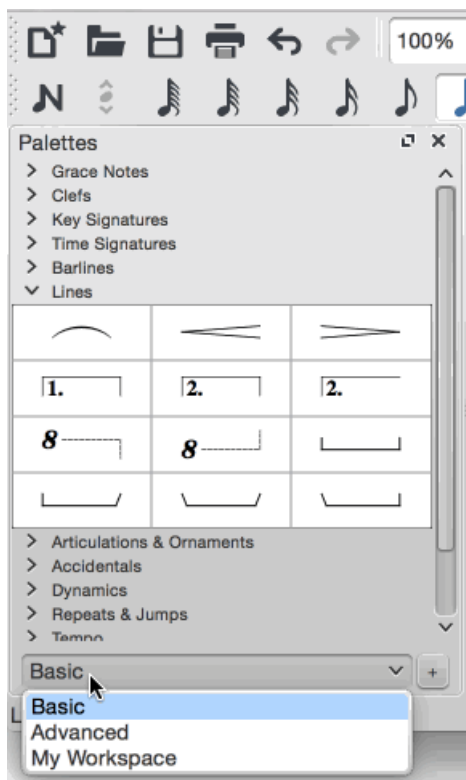 100%
Palettes
Grace Notes
Clefs
Key Signatures
Time Signatures
Barlines
Lines
1. 2. 2.
8 8
Articulations & Ornaments
Accidentals
Dynamics
Repeats & Jumps
Tempo
Basic +
L
Basic
Advanced
My Workspace